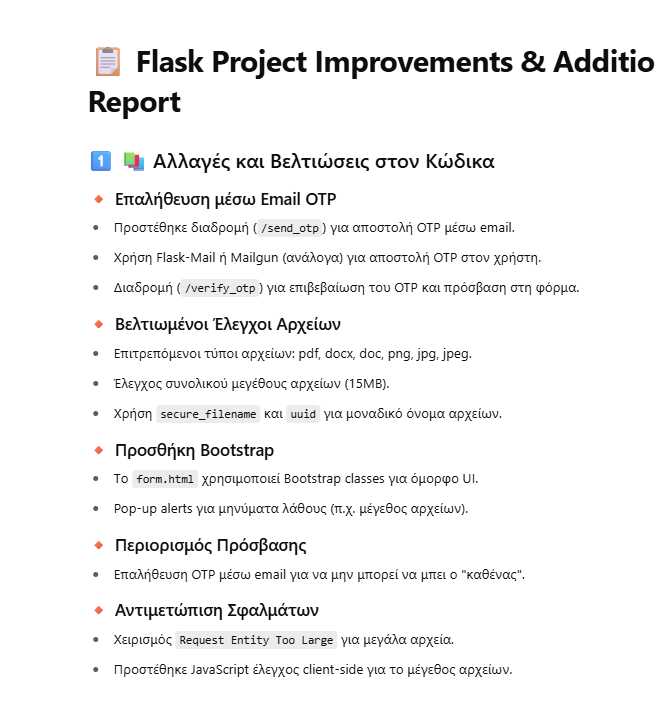 📋 Flask Project Improvements & Additio
Report
1️⃣ 📚 Αλλαγές και Βελτιώσεις στον Κώδικα
🔸 Επαλήθευση μέσω Email OTP
• Προστέθηκε διαδρομή (/send_otp) για αποστολή OTP μέσω email.
• Χρήση Flask-Mail ή Mailgun (ανάλογα) για αποστολή OTP στον χρήστη.
• Διαδρομή (/verify_otp) για επιβεβαίωση του OTP και πρόσβαση στη φόρμα.
🔸 Βελτιωμένοι Έλεγχοι Αρχείων
• Επιτρεπόμενοι τύποι αρχείων: pdf, docx, doc, png, jpg, jpeg.
• Έλεγχος συνολικού μεγέθους αρχείων (15MB).
• Χρήση secure_filename και uuid για μοναδικό όνομα αρχείων.
🔸 Προσθήκη Bootstrap
• Το form.html χρησιμοποιεί Bootstrap classes για όμορφο UI.
• Pop-up alerts για μηνύματα λάθους (π.χ. μέγεθος αρχείων).
🔸 Περιορισμός Πρόσβασης
• Επαλήθευση OTP μέσω email για να μην μπορεί να μπει ο "καθένας".
🔸 Αντιμετώπιση Σφαλμάτων
• Χειρισμός Request Entity Too Large για μεγάλα αρχεία.
• Προστέθηκε JavaScript έλεγχος client-side για το μέγεθος αρχείων.